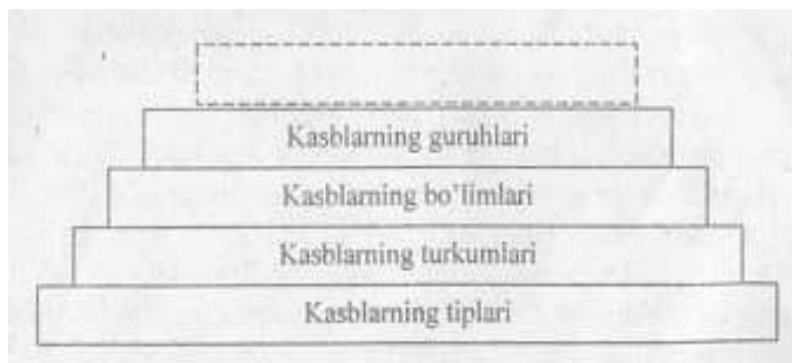 Kasblarning guruhlari
Kasblarning bo'limlari
Kasblarning turkumlari
Kasblarning tiplari